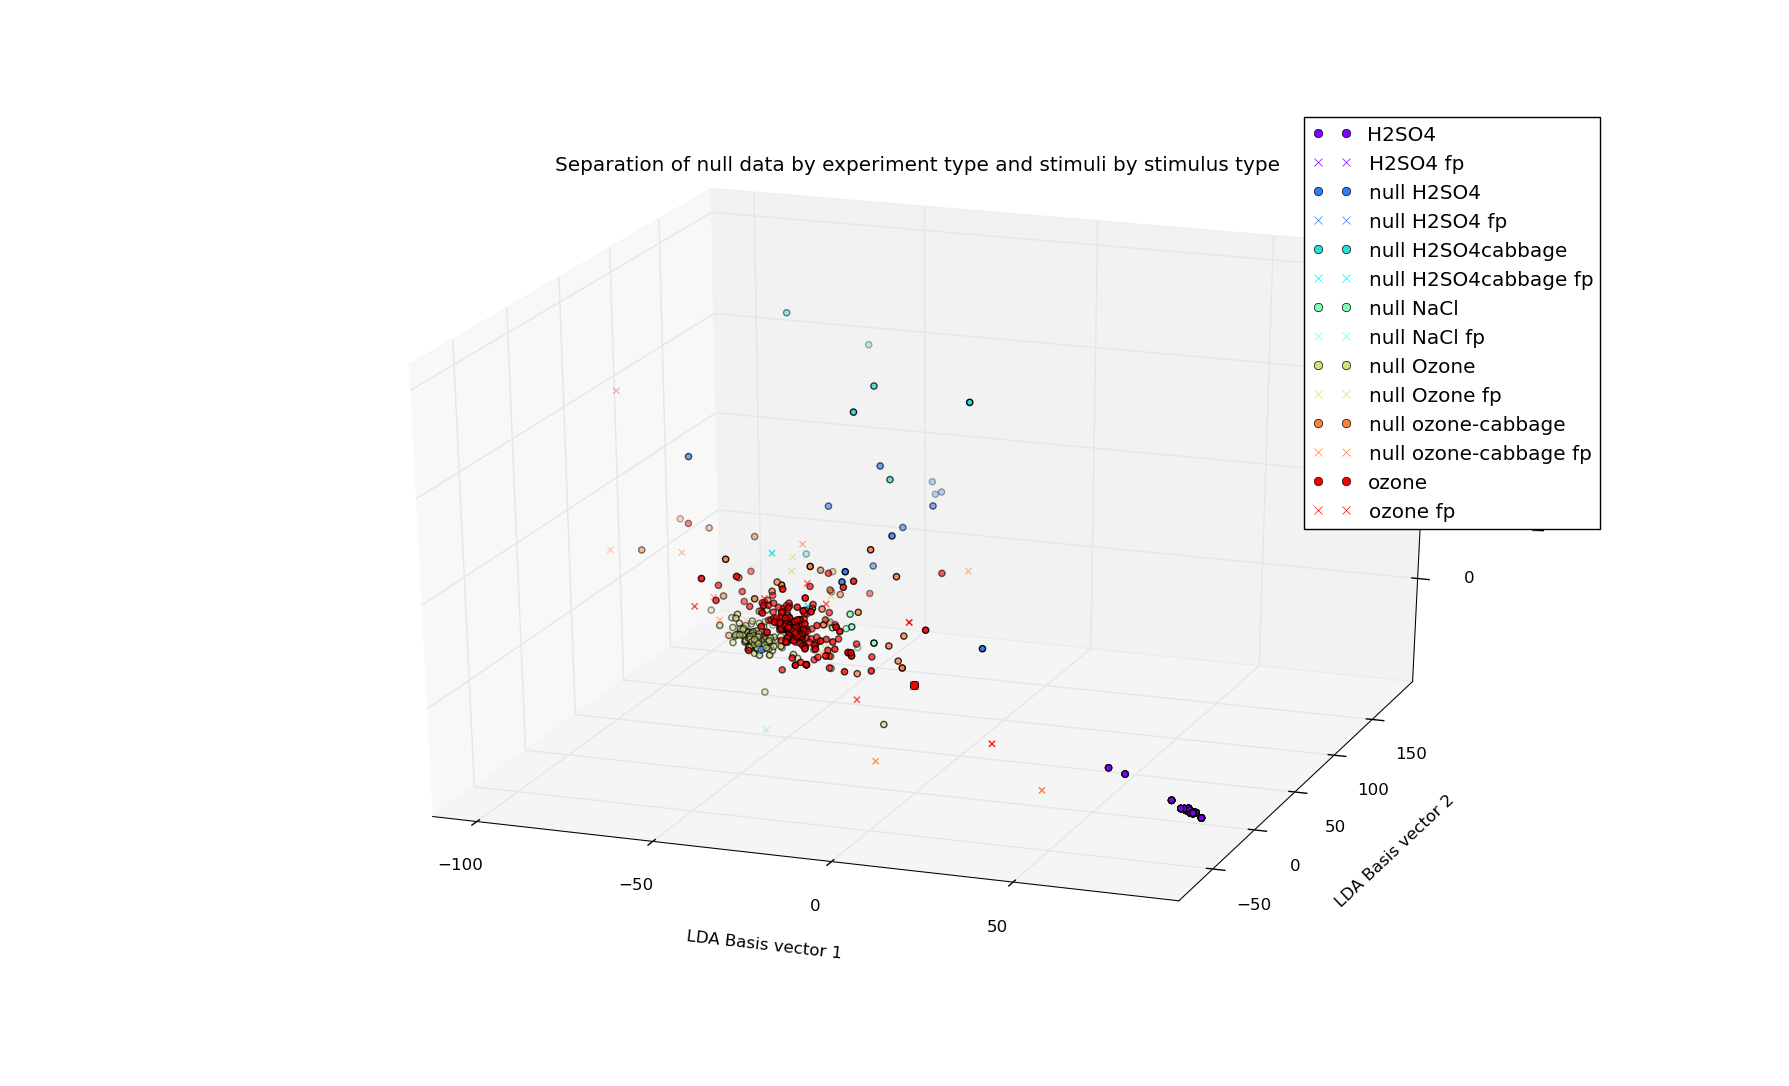 Separation of null data by experiment type and stimuli by stimulus type
H2SO4
H2SO4 fp
null H2SO4
null H2SO4 fp
null H2SO4cabbage
null H2SO4cabbage fp
null NaCl
null NaCl fp
null Ozone
null Ozone fp
null ozone-cabbage
null ozone-cabbage fp
ozone
ozone fp
0
150
100
50
0
−50
LDA Basis vector 2
−100
−50
0
50
LDA Basis vector 1